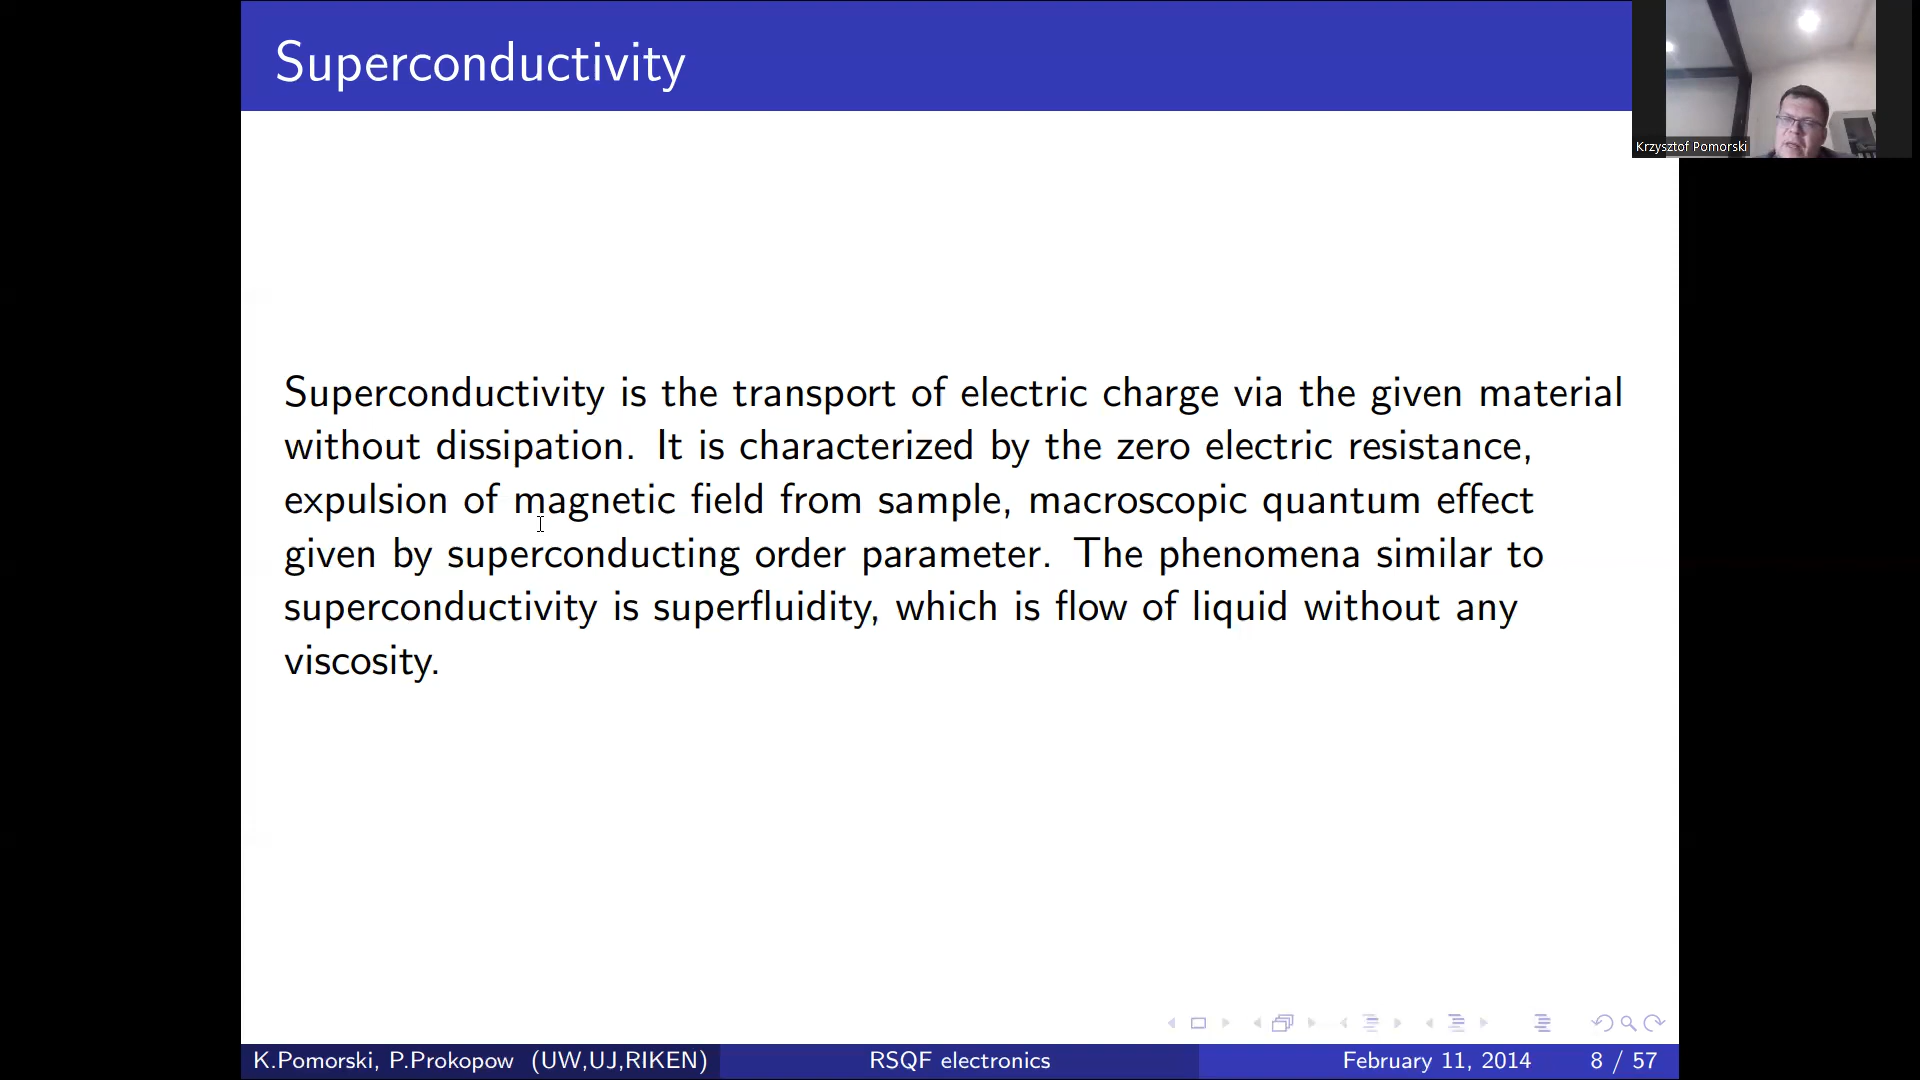 Superconductivity
Krzysztof Pomorski
Superconductivity is the transport of electric charge via the given material
without dissipation. It is characterized by the zero electric resistance,
expulsion of magnetic field from sample, macroscopic quantum effect
given by superconducting order parameter. The phenomena similar to
superconductivity is superfluidity, which is flow of liquid without any
viscosity.
K.Pomorski, P.Prokopow (UW,UJ,RIKEN) RSQF electronics February 11, 2014 8 / 57